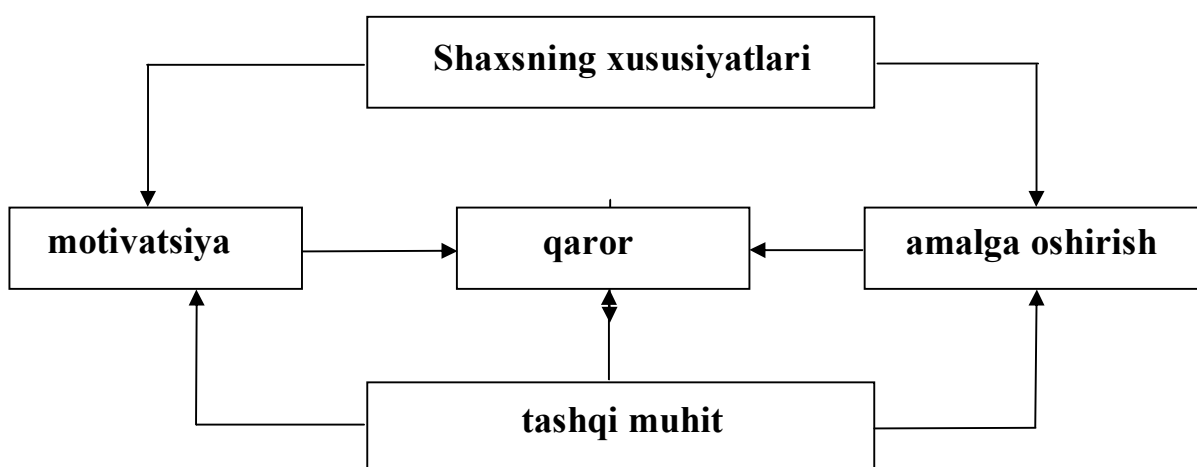 Shaxsning xususiyatlari
motivatsiya
qaror
amalga oshirish
tashqi muhit